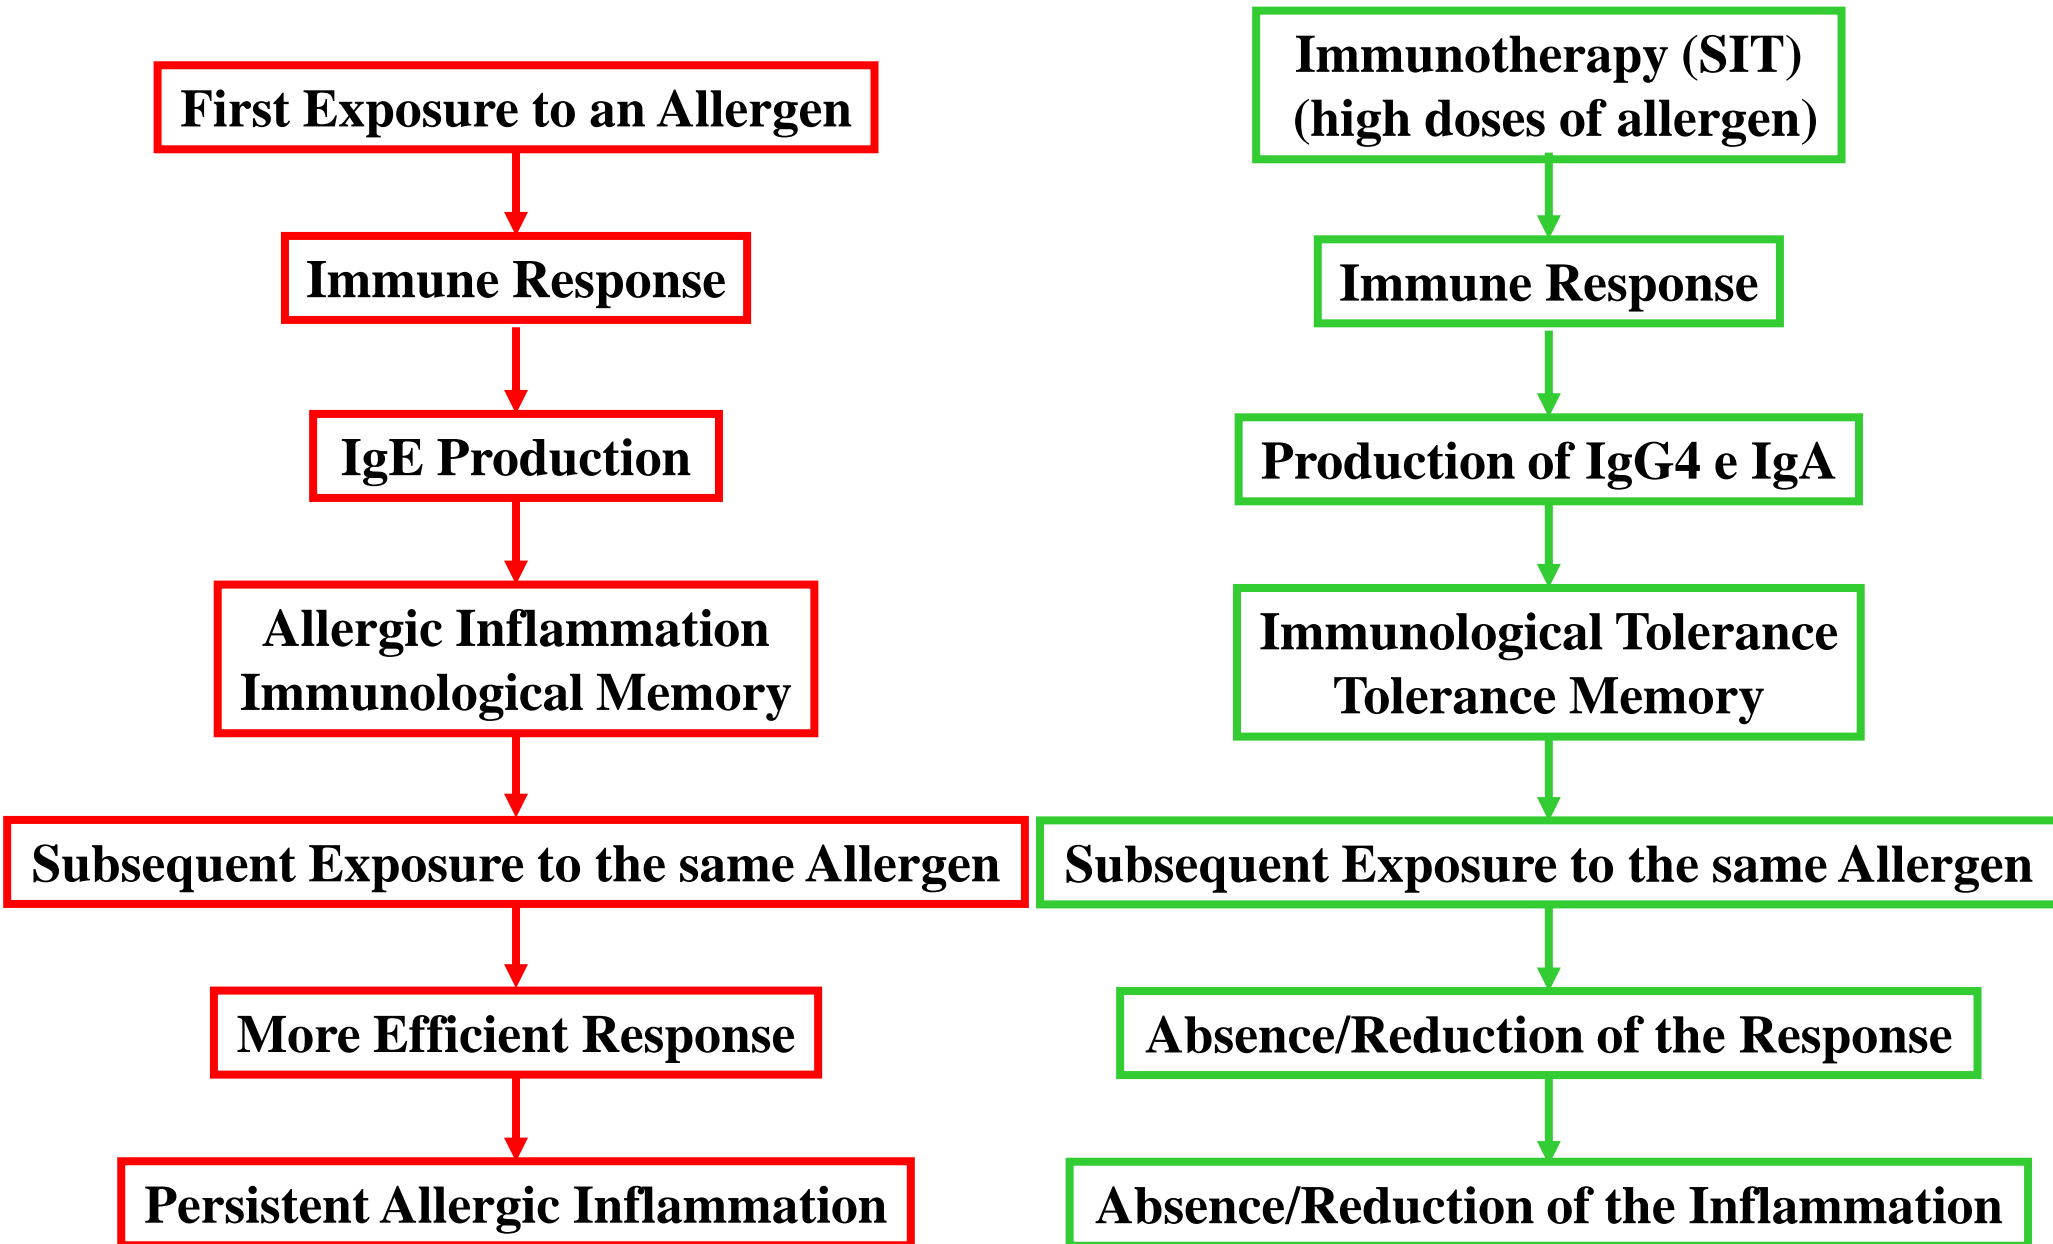 First Exposure to an Allergen
Immune Response
IgE Production
Allergic Inflammation
Immunological Memory
Subsequent Exposure to the same Allergen
More Efficient Response
Persistent Allergic Inflammation
Immunotherapy (SIT)
(high doses of allergen)
Immune Response
Production of IgG4 e IgA
Immunological Tolerance
Tolerance Memory
Subsequent Exposure to the same Allergen
Absence/Reduction of the Response
Absence/Reduction of the Inflammation